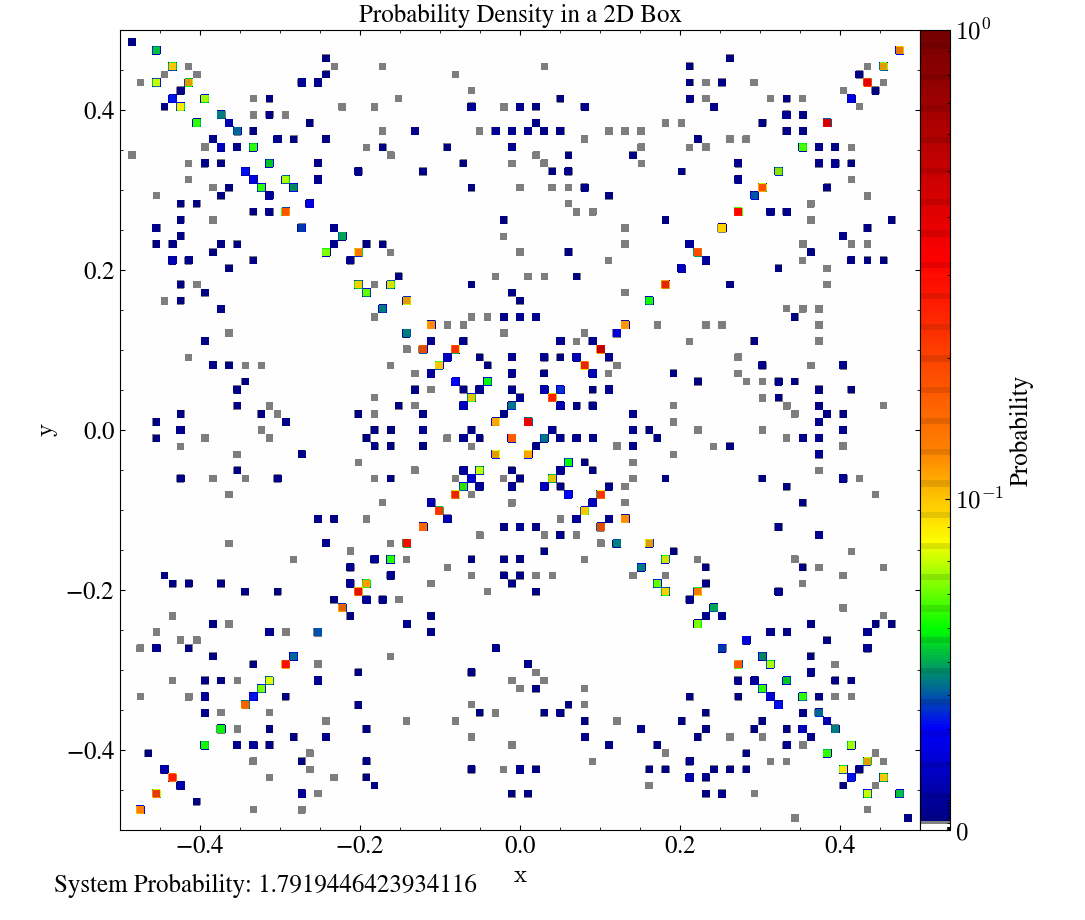 Probability Density in a 2D Box
10^0
0.4
0.2
0.0
y
Probability
10^−1
−0.2
−0.4
0
−0.4 −0.2 0.0 0.2 0.4
x
System Probability: 1.7919446423934116